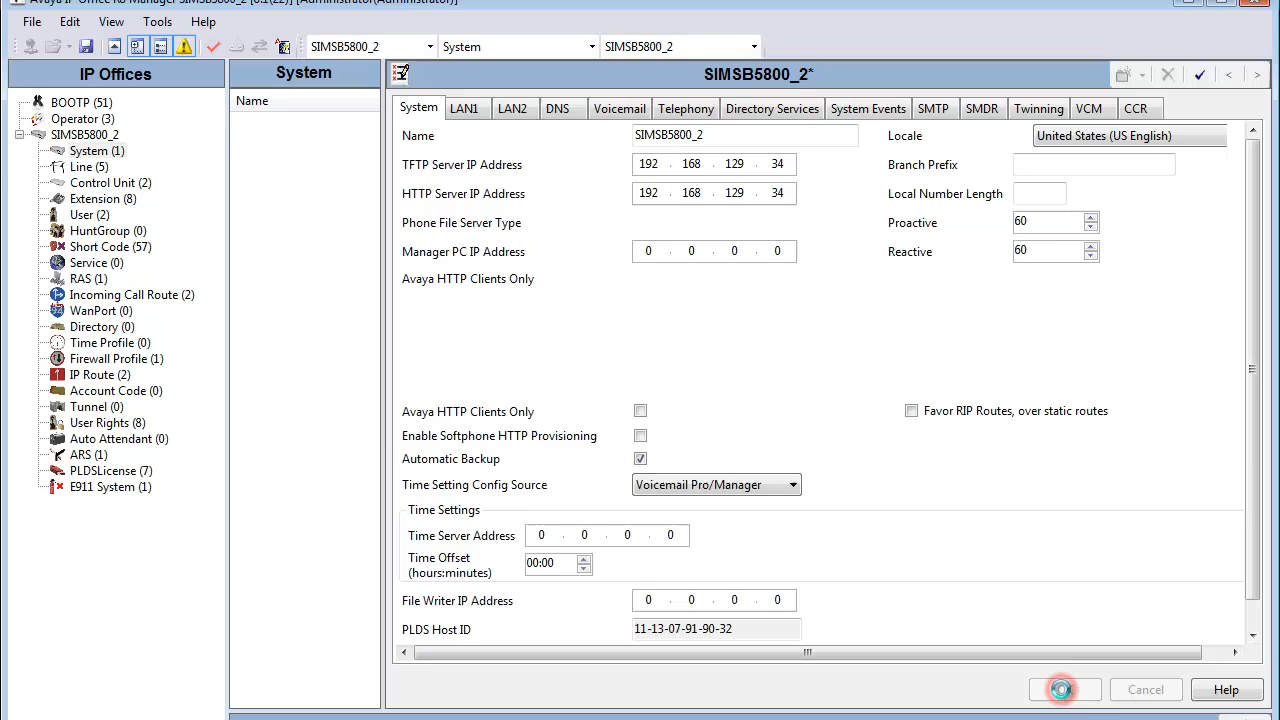 Avaya IP Office R6 Manager SIMSB5800_2 [6.1(22)] [Administrator(Administrator)]
File Edit View Tools Help
SIMSB5800_2 System SIMSB5800_2
IP Offices
BOOTP (51)
Operator (3)
SIMSB5800_2
System (1)
Line (5)
Control Unit (2)
Extension (8)
User (2)
HuntGroup (0)
Short Code (57)
Service (0)
RAS (1)
Incoming Call Route (2)
WanPort (0)
Directory (0)
Time Profile (0)
Firewall Profile (1)
IP Route (2)
Account Code (0)
Tunnel (0)
User Rights (8)
Auto Attendant (0)
ARS (1)
PLDSLicense (7)
E911 System (1)
System
Name
SIMSB5800_2*
System LAN1 LAN2 DNS Voicemail Telephony Directory Services System Events SMTP SMDR Twinning VCM CCR
Name SIMSB5800_2 Locale United States (US English)
TFTP Server IP Address 192 . 168 . 129 . 34 Branch Prefix
HTTP Server IP Address 192 . 168 . 129 . 34 Local Number Length
Phone File Server Type Proactive 60
Manager PC IP Address 0 . 0 . 0 . 0 Reactive 60
Avaya HTTP Clients Only
Avaya HTTP Clients Only Favor RIP Routes, over static routes
Enable Softphone HTTP Provisioning
Automatic Backup
Time Setting Config Source Voicemail Pro/Manager
Time Settings
Time Server Address 0 . 0 . 0 . 0
Time Offset 00:00
(hours:minutes)
File Writer IP Address 0 . 0 . 0 . 0
PLDS Host ID 11-13-07-91-90-32
Cancel Help